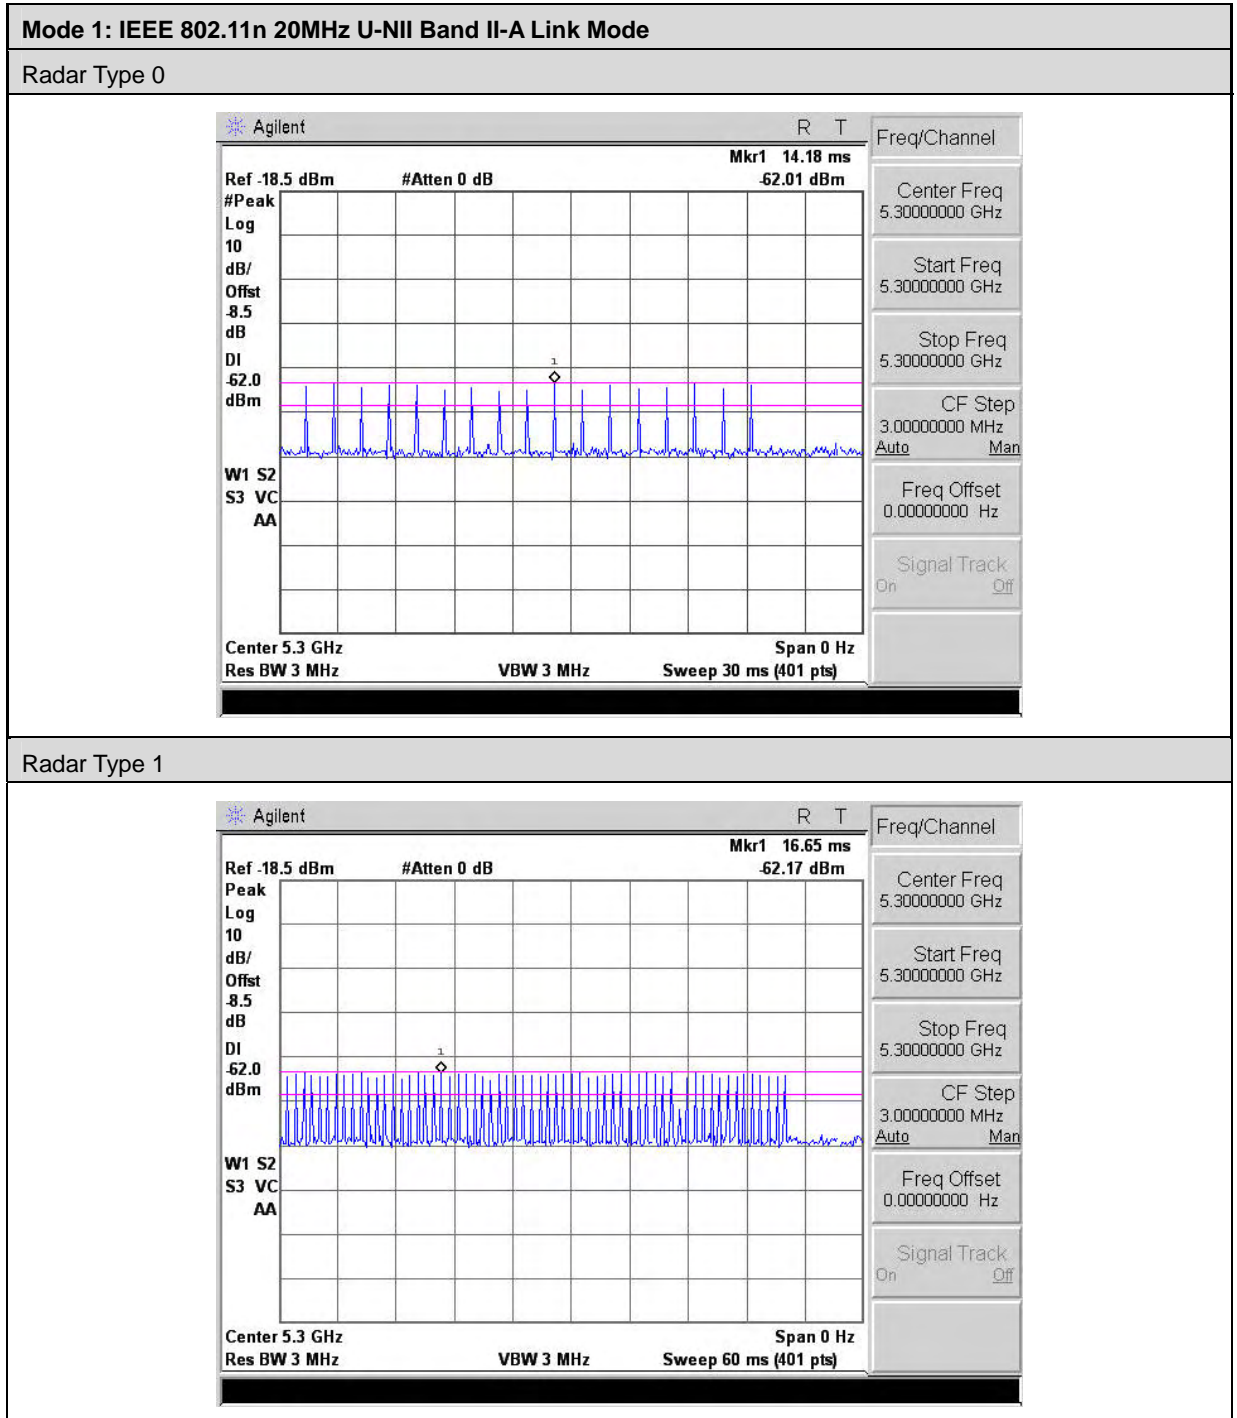 Mode 1: IEEE 802.11n 20MHz U-NII Band II-A Link Mode
Radar Type 0
Agilent R T
Freq/Channel
Mkr1 14.18 ms
Ref -18.5 dBm #Atten 0 dB -62.01 dBm
#Peak
Log
10
dB/
Offst
-8.5
dB
DI
-62.0
dBm
1
W1 S2
S3 VC
AA
Center 5.3 GHz Span 0 Hz
Res BW 3 MHz VBW 3 MHz Sweep 30 ms (401 pts)
Center Freq
5.30000000 GHz
Start Freq
5.30000000 GHz
Stop Freq
5.30000000 GHz
CF Step
3.00000000 MHz
Auto Man
Freq Offset
0.00000000 Hz
Signal Track
On Off
Radar Type 1
Agilent R T
Freq/Channel
Mkr1 16.65 ms
Ref -18.5 dBm #Atten 0 dB -62.17 dBm
Peak
Log
10
dB/
Offst
-8.5
dB
DI
-62.0
dBm
1
W1 S2
S3 VC
AA
Center 5.3 GHz Span 0 Hz
Res BW 3 MHz VBW 3 MHz Sweep 60 ms (401 pts)
Center Freq
5.30000000 GHz
Start Freq
5.30000000 GHz
Stop Freq
5.30000000 GHz
CF Step
3.00000000 MHz
Auto Man
Freq Offset
0.00000000 Hz
Signal Track
On Off